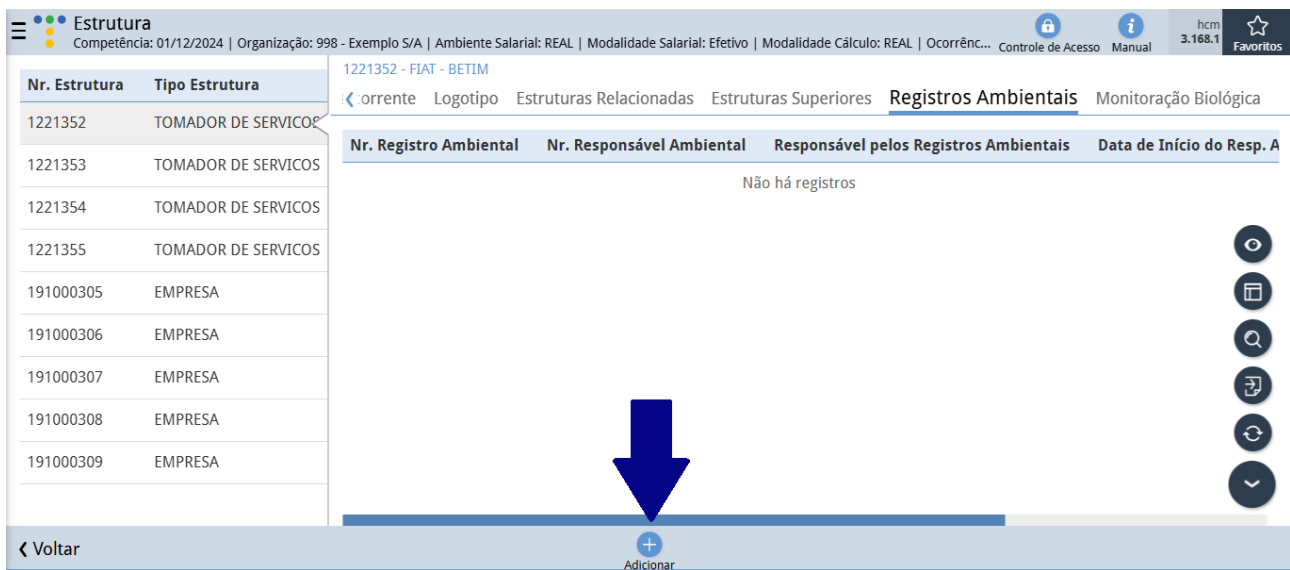 Estrutura
Competência: 01/12/2024 | Organização: 998 - Exemplo S/A | Ambiente Salarial: REAL | Modalidade Salarial: Efetivo | Modalidade Cálculo: REAL | Ocorrênc...
Controle de Acesso
Manual
hcm
3.168.1
Favoritos
1221352 - FIAT - BETIM
orrente Logotipo Estruturas Relacionadas Estruturas Superiores Registros Ambientais Monitoração Biológica
Nr. Estrutura Tipo Estrutura
1221352 TOMADOR DE SERVICOS
1221353 TOMADOR DE SERVICOS
1221354 TOMADOR DE SERVICOS
1221355 TOMADOR DE SERVICOS
191000305 EMPRESA
191000306 EMPRESA
191000307 EMPRESA
191000308 EMPRESA
191000309 EMPRESA
Nr. Registro Ambiental Nr. Responsável Ambiental Responsável pelos Registros Ambientais Data de Início do Resp. A
Não há registros
Voltar
Adicionar